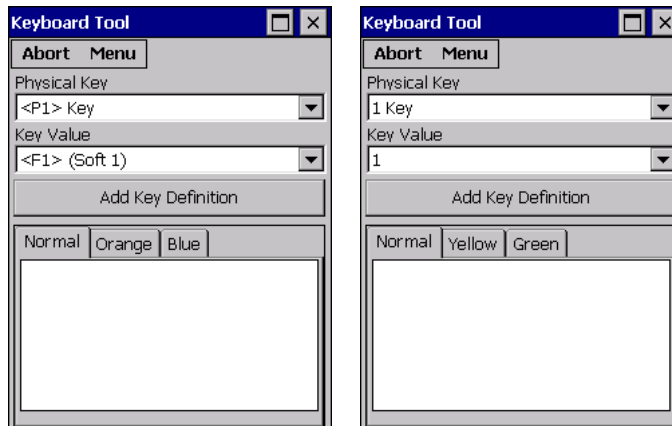 Keyboard Tool
Abort Menu
Physical Key
<P1> Key
Key Value
<F1> (Soft 1)
Add Key Definition
Normal Orange Blue
Keyboard Tool
Abort Menu
Physical Key
1 Key
Key Value
1
Add Key Definition
Normal Yellow Green